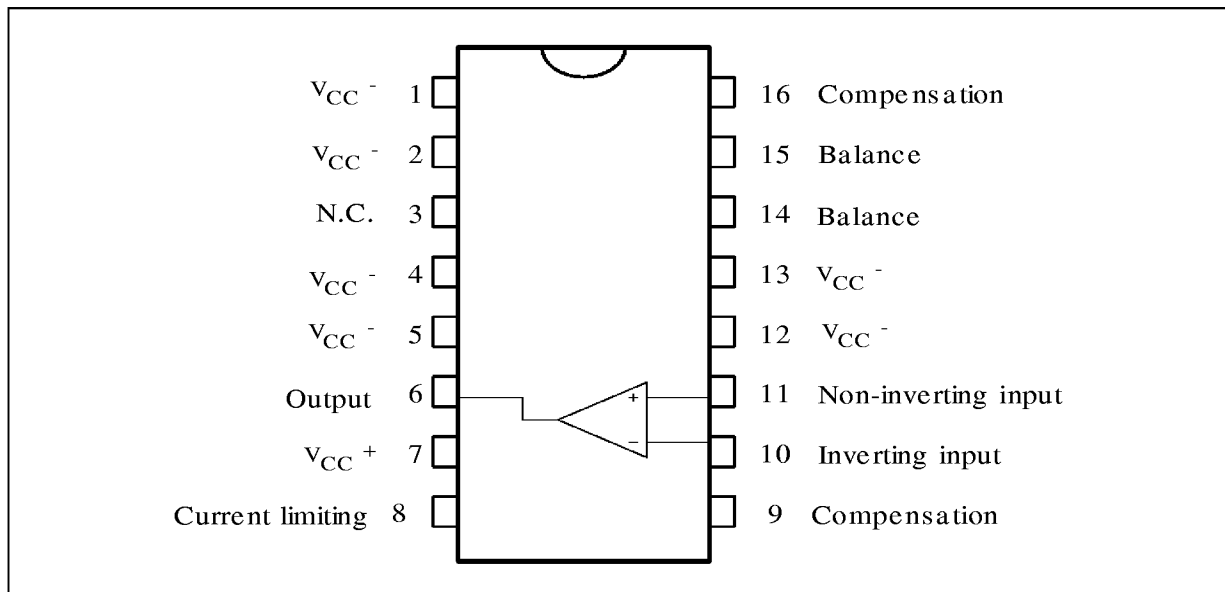 VCC - 1 16 Compensation
VCC - 2 15 Balance
N.C. 3 14 Balance
VCC - 4 13 VCC -
VCC - 5 12 VCC -
Output 6 + 11 Non-inverting input
VCC + 7 − 10 Inverting input
Current limiting 8 9 Compensation